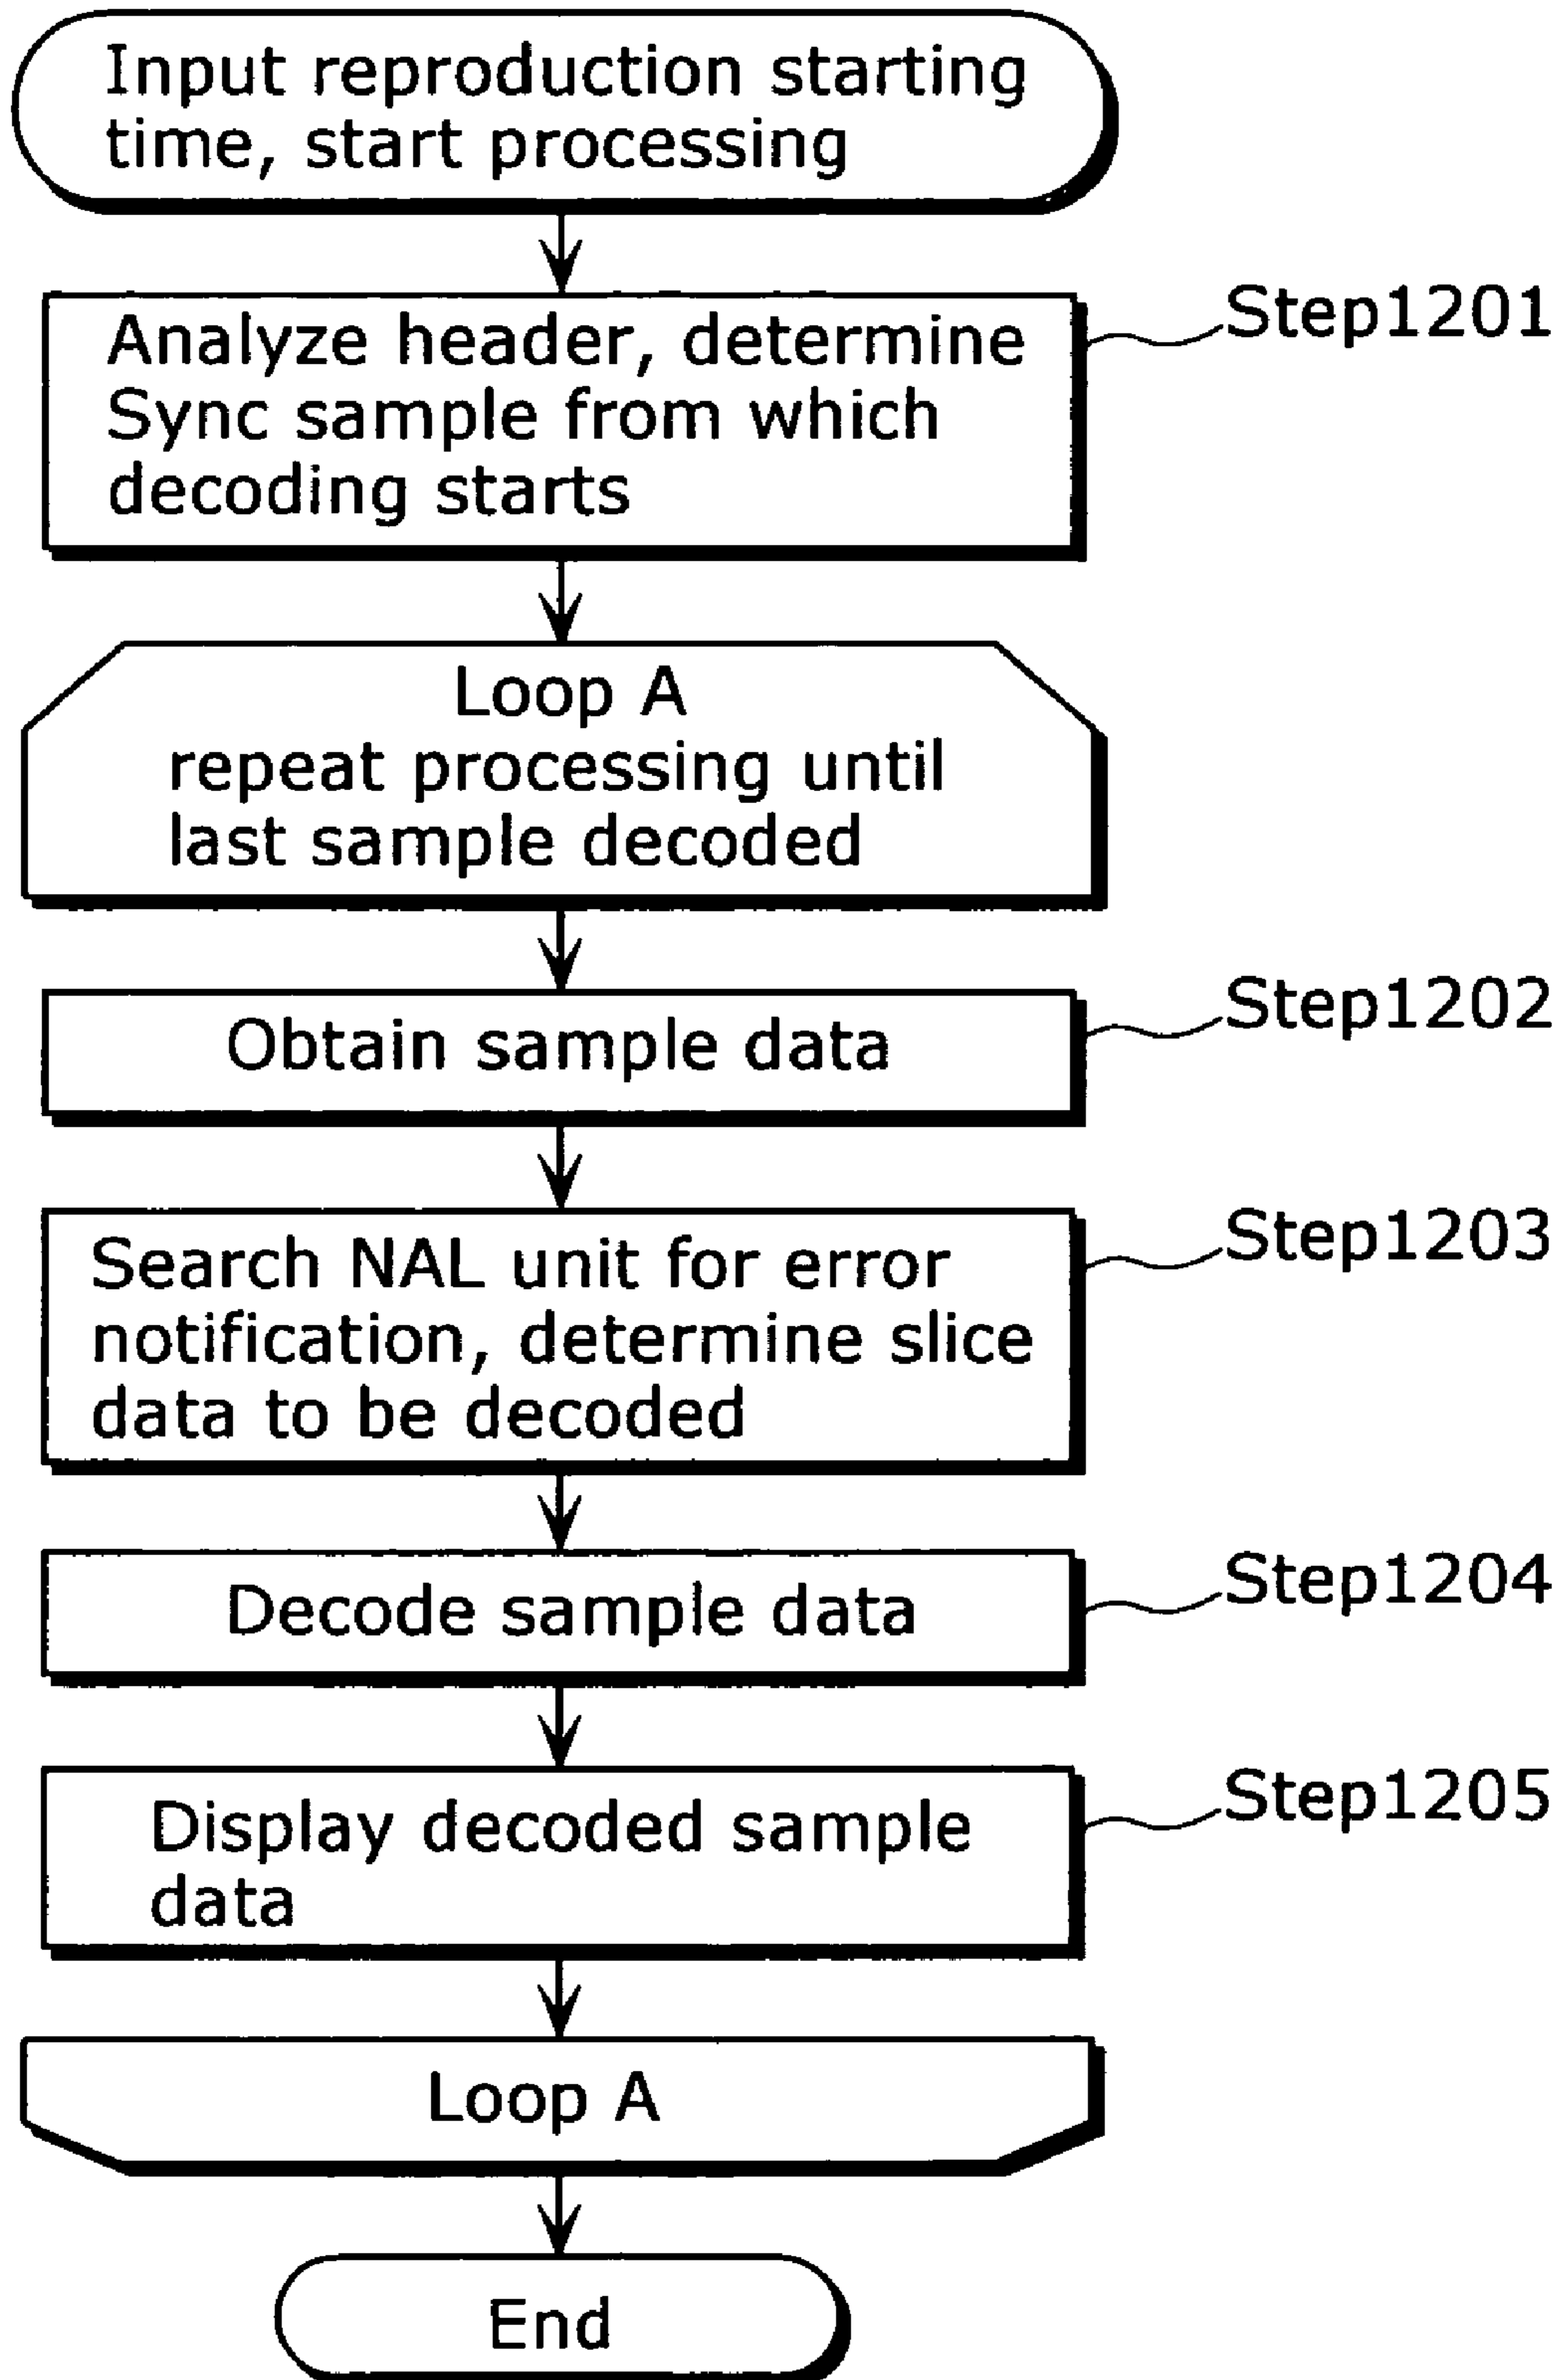 Input reproduction starting
time, start processing
Analyze header, determine
Sync sample from which
decoding starts
Step1201
Loop A
repeat processing until
last sample decoded
Obtain sample data
Step1202
Search NAL unit for error
notification, determine slice
data to be decoded
Step1203
Decode sample data
Step1204
Display decoded sample
data
Step1205
Loop A
End